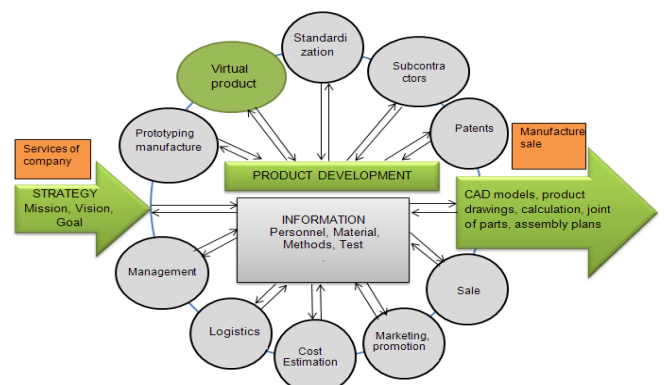 Standardi
zation
Virtual
product
Subcontra
ctors
Prototyping
manufacture
Patents
Services of
company
Manufacture
sale
PRODUCT DEVELOPMENT
STRATEGY
Mission, Vision,
Goal
CAD models, product
drawings, calculation, joint
of parts, assembly plans
INFORMATION
Personnel, Material,
Methods, Test
.
Management
Sale
Logistics
Marketing,
promotion
Cost
Estimation